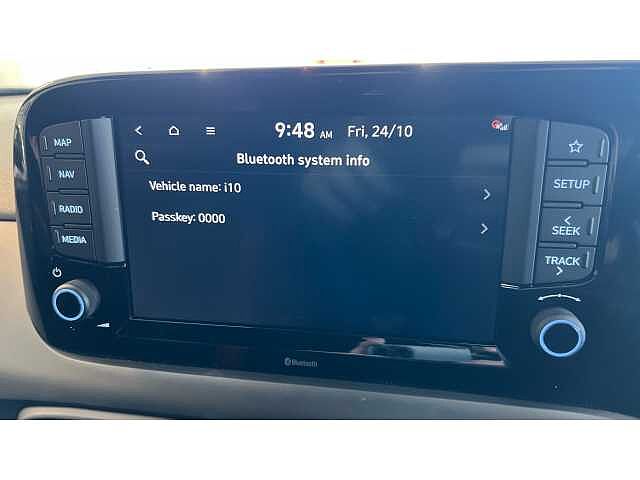 9:48 AM Fri, 24/10
Bluetooth system info
Vehicle name: i10
Passkey: 0000
MAP
NAV
RADIO
MEDIA
SETUP
< SEEK
TRACK >
Bluetooth